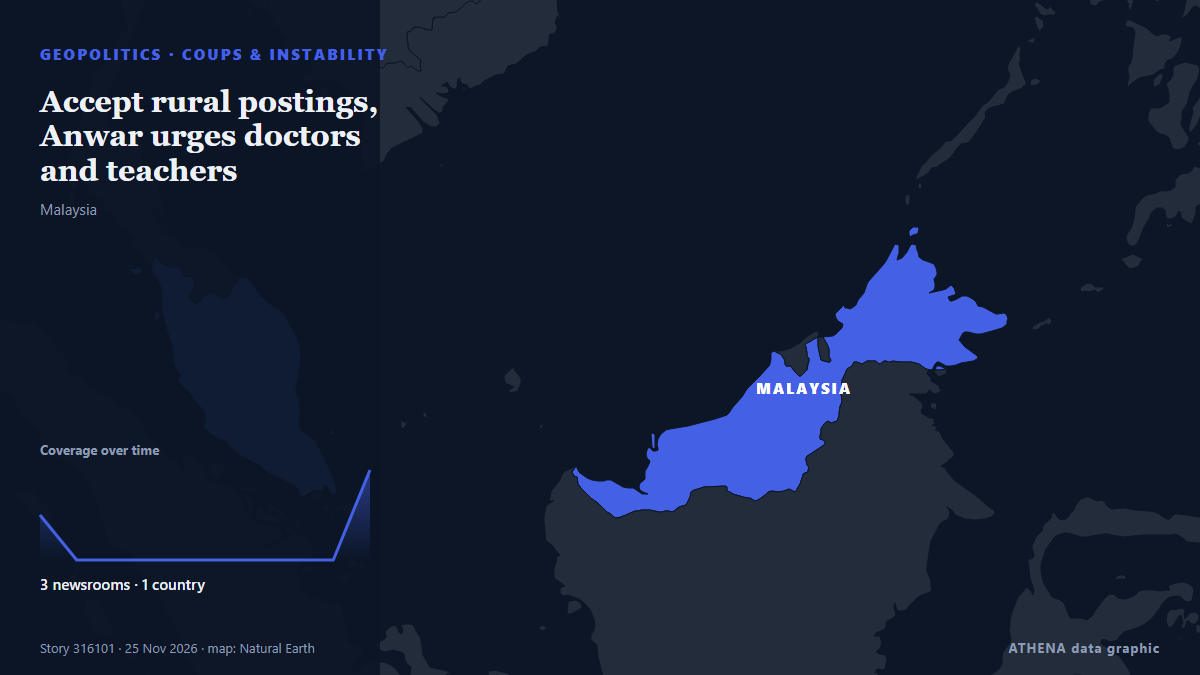 GEOPOLITICS · COUPS & INSTABILITY
Accept rural postings,
Anwar urges doctors
and teachers
Malaysia
MALAYSIA
Coverage over time
3 newsrooms · 1 country
Story 316101 · 25 Nov 2026 · map: Natural Earth
ATHENA data graphic